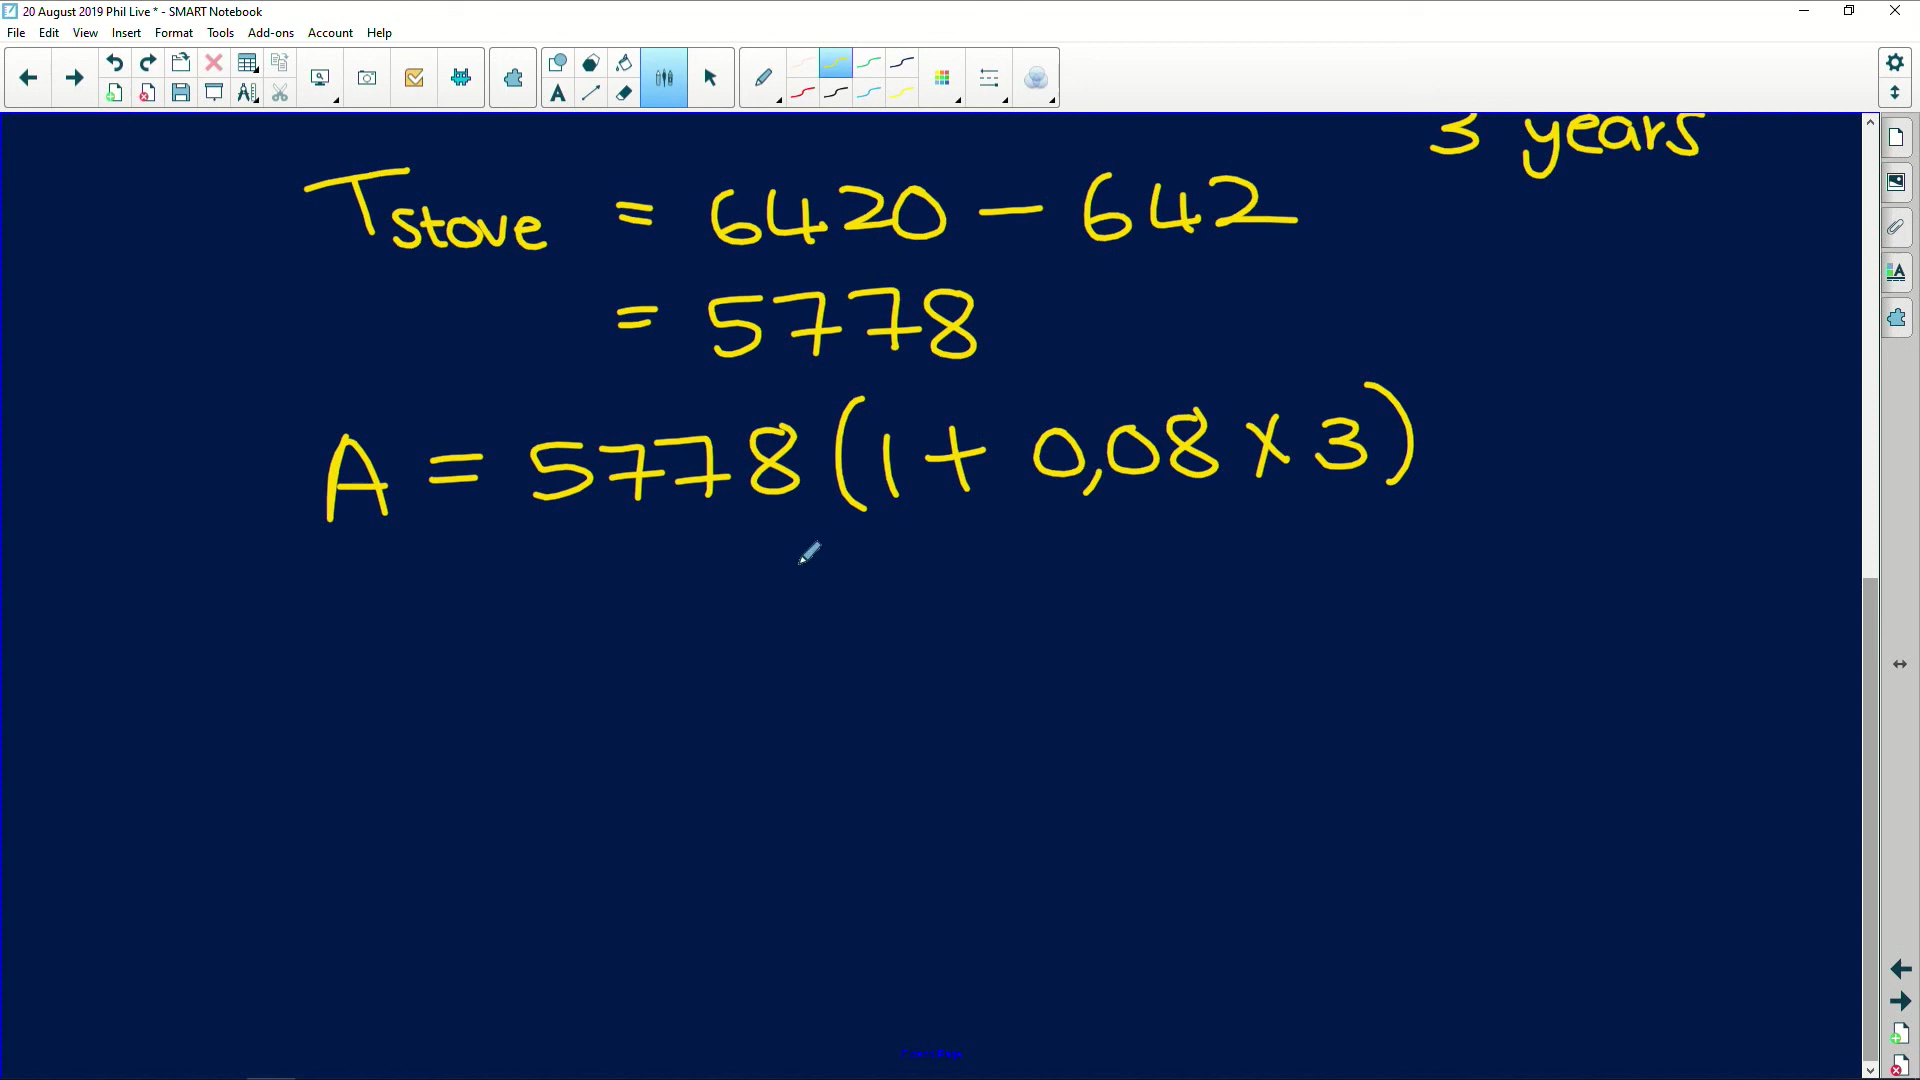 20 August 2019 Phil Live * - SMART Notebook
File Edit View Insert Format Tools Add-ons Account Help
3 years
Tstove = 6420 - 642
= 5778
A = 5778 (1 + 0,08 x 3)